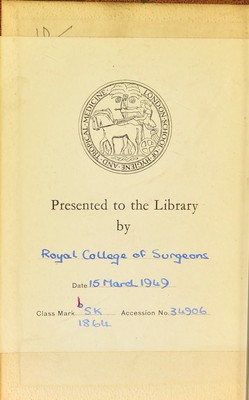 LONDON·SCHOOL·OF·HYGIENE·AND·TROPICAL·MEDICINE·
Presented to the Library
by
Royal College of Surgeons
Date 15 March 1949
Class Mark b SK Accession No. 34906
1864